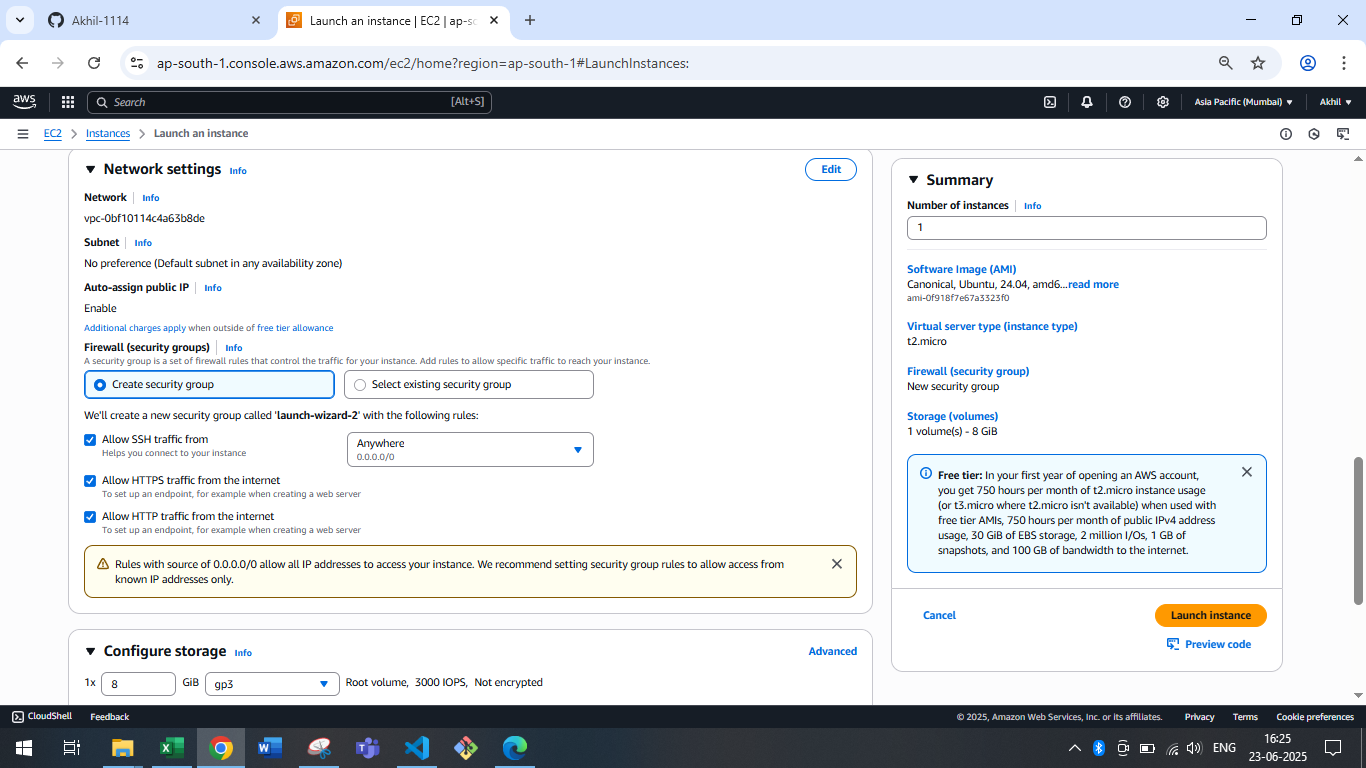 Akhil-1114
Launch an instance | EC2 | ap-so
ap-south-1.console.aws.amazon.com/ec2/home?region=ap-south-1#LaunchInstances:
aws
Search
[Alt+S]
Asia Pacific (Mumbai)
Akhil
EC2
Instances
Launch an instance
Network settings Info
Edit
Network
Info
vpc-0bf10114c4a63b8de
Subnet
Info
No preference (Default subnet in any availability zone)
Auto-assign public IP
Info
Enable
Additional charges apply when outside of free tier allowance
Firewall (security groups)
Info
A security group is a set of firewall rules that control the traffic for your instance. Add rules to allow specific traffic to reach your instance.
Create security group
Select existing security group
We'll create a new security group called 'launch-wizard-2' with the following rules:
Allow SSH traffic from
Helps you connect to your instance
Anywhere
0.0.0.0/0
Allow HTTPS traffic from the internet
To set up an endpoint, for example when creating a web server
Allow HTTP traffic from the internet
To set up an endpoint, for example when creating a web server
Rules with source of 0.0.0.0/0 allow all IP addresses to access your instance. We recommend setting security group rules to allow access from
known IP addresses only.
Configure storage Info
Advanced
1x
8
GiB
gp3
Root volume, 3000 IOPS, Not encrypted
Summary
Number of instances
Info
1
Software Image (AMI)
Canonical, Ubuntu, 24.04, amd6...read more
ami-0f918f7e67a3323f0
Virtual server type (instance type)
t2.micro
Firewall (security group)
New security group
Storage (volumes)
1 volume(s) - 8 GiB
Free tier: In your first year of opening an AWS account,
you get 750 hours per month of t2.micro instance usage
(or t3.micro where t2.micro isn't available) when used with
free tier AMIs, 750 hours per month of public IPv4 address
usage, 30 GiB of EBS storage, 2 million I/Os, 1 GB of
snapshots, and 100 GB of bandwidth to the internet.
Cancel
Launch instance
Preview code
CloudShell
Feedback
© 2025, Amazon Web Services, Inc. or its affiliates.
Privacy
Terms
Cookie preferences
ENG
16:25
23-06-2025